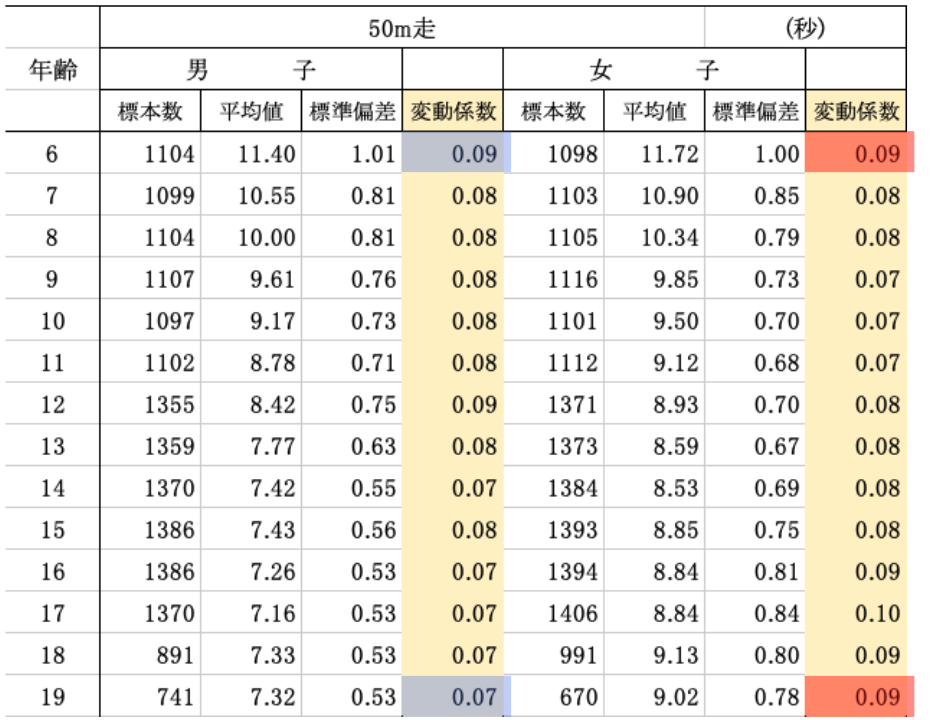 50m走 (秒)
年齢 男 子 女 子
標本数 平均値 標準偏差 変動係数 標本数 平均値 標準偏差 変動係数
6 1104 11.40 1.01 0.09 1098 11.72 1.00 0.09
7 1099 10.55 0.81 0.08 1103 10.90 0.85 0.08
8 1104 10.00 0.81 0.08 1105 10.34 0.79 0.08
9 1107 9.61 0.76 0.08 1116 9.85 0.73 0.07
10 1097 9.17 0.73 0.08 1101 9.50 0.70 0.07
11 1102 8.78 0.71 0.08 1112 9.12 0.68 0.07
12 1355 8.42 0.75 0.09 1371 8.93 0.70 0.08
13 1359 7.77 0.63 0.08 1373 8.59 0.67 0.08
14 1370 7.42 0.55 0.07 1384 8.53 0.69 0.08
15 1386 7.43 0.56 0.08 1393 8.85 0.75 0.08
16 1386 7.26 0.53 0.07 1394 8.84 0.81 0.09
17 1370 7.16 0.53 0.07 1406 8.84 0.84 0.10
18 891 7.33 0.53 0.07 991 9.13 0.80 0.09
19 741 7.32 0.53 0.07 670 9.02 0.78 0.09